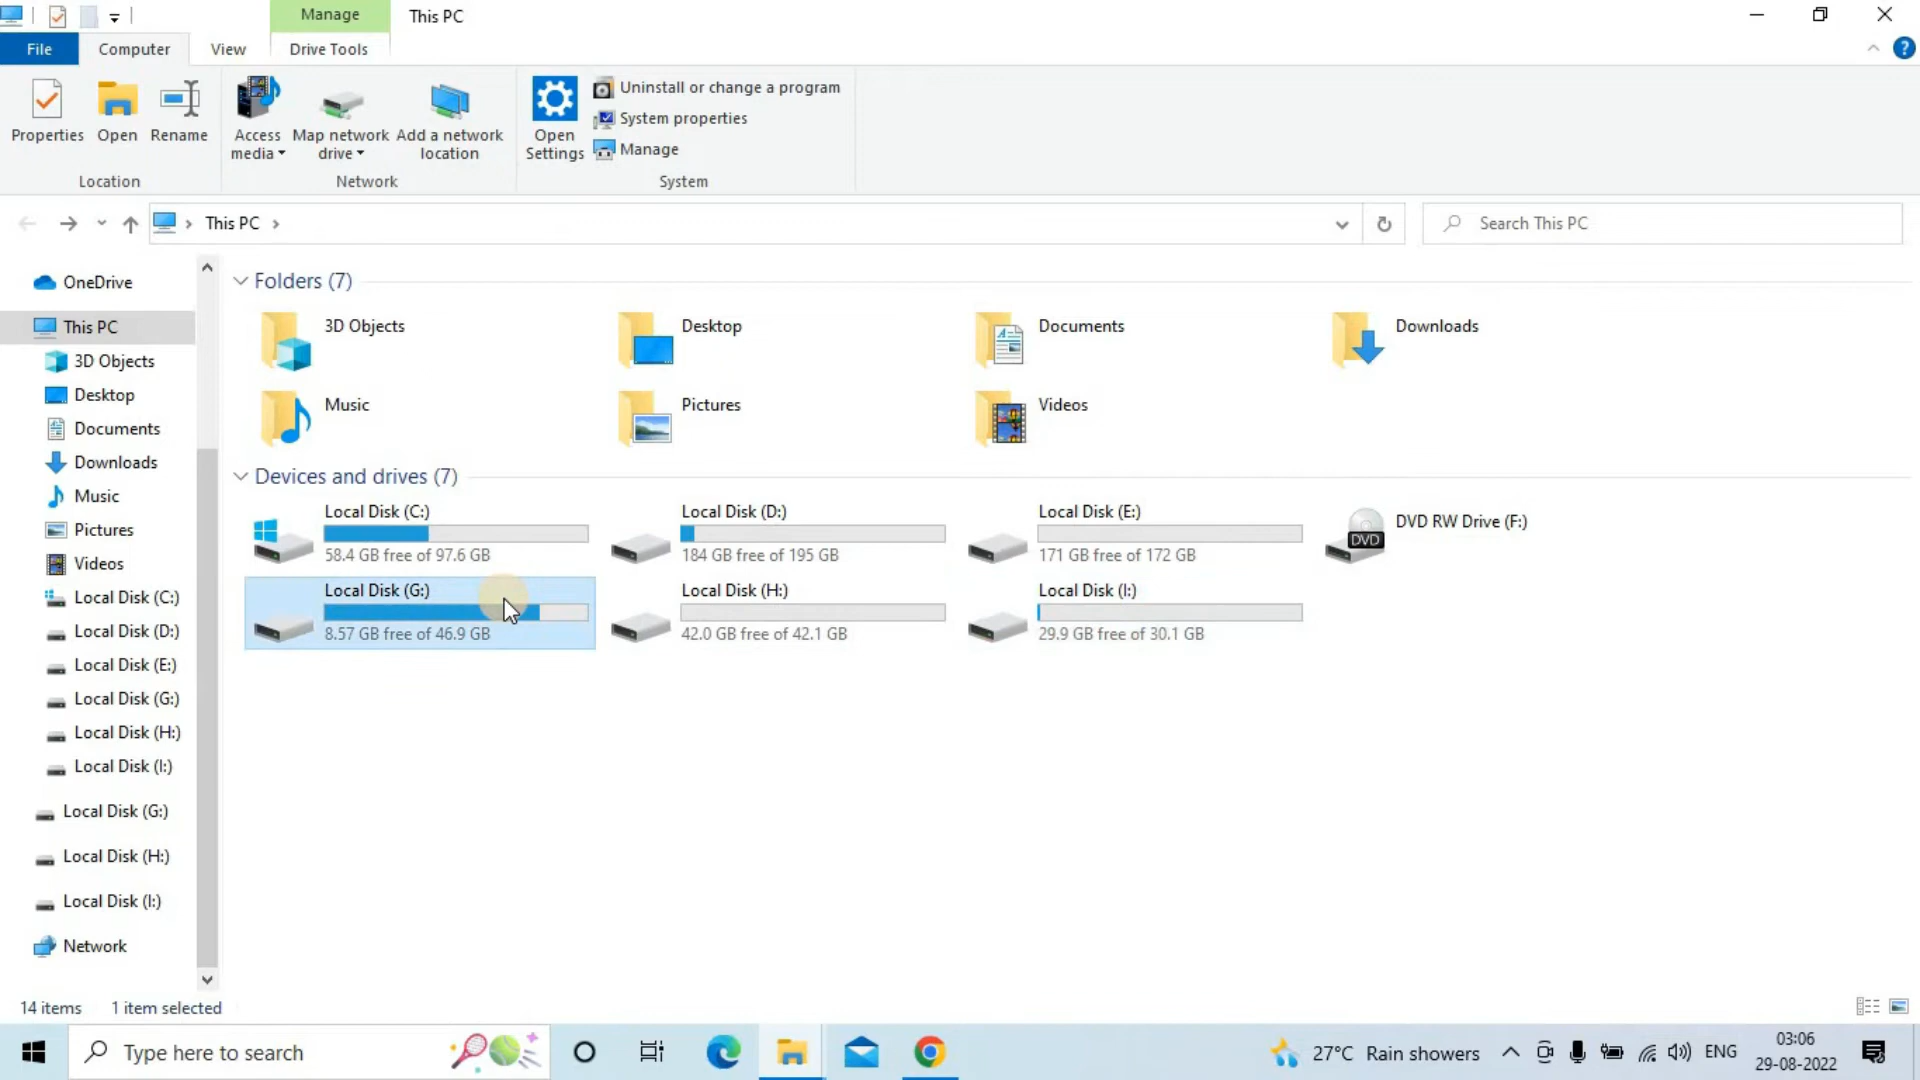 Manage
This PC
File
Computer
View
Drive Tools
Properties
Open
Rename
Access
media
Map network
drive
Add a network
location
Open
Settings
Uninstall or change a program
System properties
Manage
Location
Network
System
This PC
Search This PC
OneDrive
This PC
3D Objects
Desktop
Documents
Downloads
Music
Pictures
Videos
Local Disk (C:)
Local Disk (D:)
Local Disk (E:)
Local Disk (G:)
Local Disk (H:)
Local Disk (I:)
Local Disk (G:)
Local Disk (H:)
Local Disk (I:)
Network
Folders (7)
3D Objects
Desktop
Documents
Downloads
Music
Pictures
Videos
Devices and drives (7)
Local Disk (C:)
58.4 GB free of 97.6 GB
Local Disk (D:)
184 GB free of 195 GB
Local Disk (E:)
171 GB free of 172 GB
DVD
DVD RW Drive (F:)
Local Disk (G:)
8.57 GB free of 46.9 GB
Local Disk (H:)
42.0 GB free of 42.1 GB
Local Disk (I:)
29.9 GB free of 30.1 GB
14 items
1 item selected
Type here to search
27°C Rain showers
ENG
03:06
29-08-2022